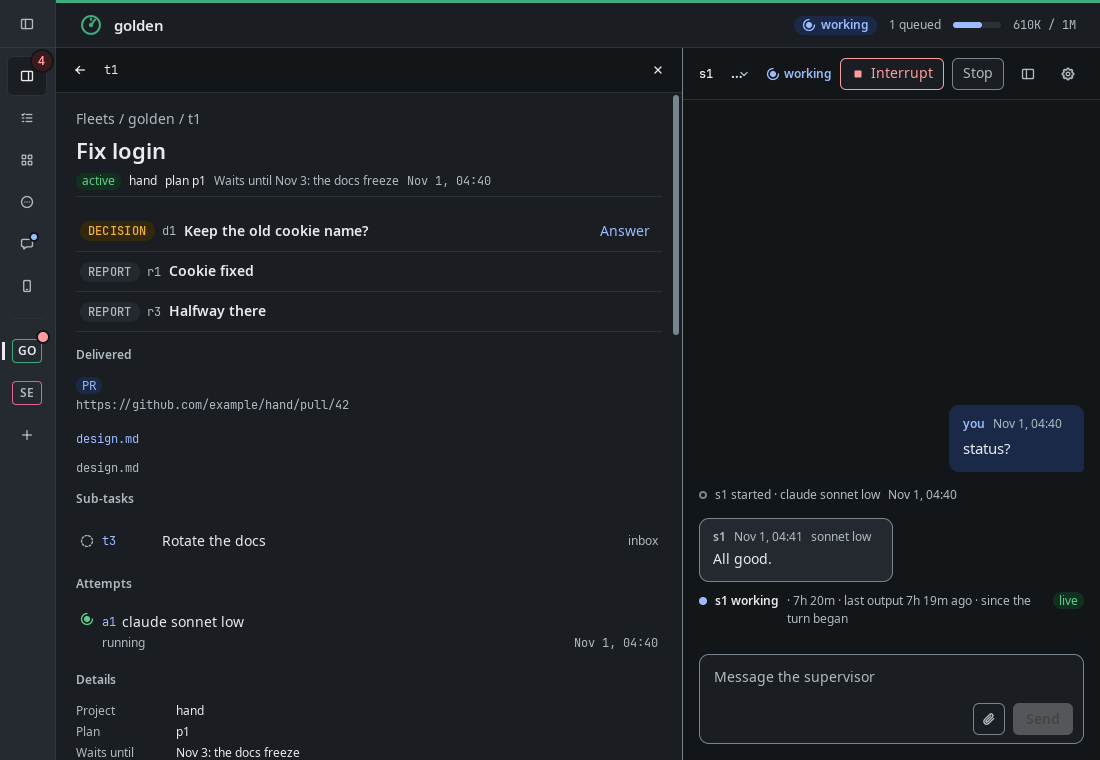 golden
working
1 queued
610K / 1M
4
GO
SE
t1
Fleets / golden / t1
Fix login
active hand plan p1 Waits until Nov 3: the docs freeze Nov 1, 04:40
DECISION d1 Keep the old cookie name? Answer
REPORT r1 Cookie fixed
REPORT r3 Halfway there
Delivered
PR
https://github.com/example/hand/pull/42
design.md
design.md
Sub-tasks
t3 Rotate the docs inbox
Attempts
a1 claude sonnet low
running Nov 1, 04:40
Details
Project hand
Plan p1
Waits until Nov 3: the docs freeze
s1 ... working Interrupt Stop
you Nov 1, 04:40
status?
s1 started · claude sonnet low Nov 1, 04:40
s1 Nov 1, 04:41 sonnet low
All good.
s1 working · 7h 20m · last output 7h 19m ago · since the live
turn began
Message the supervisor
Send